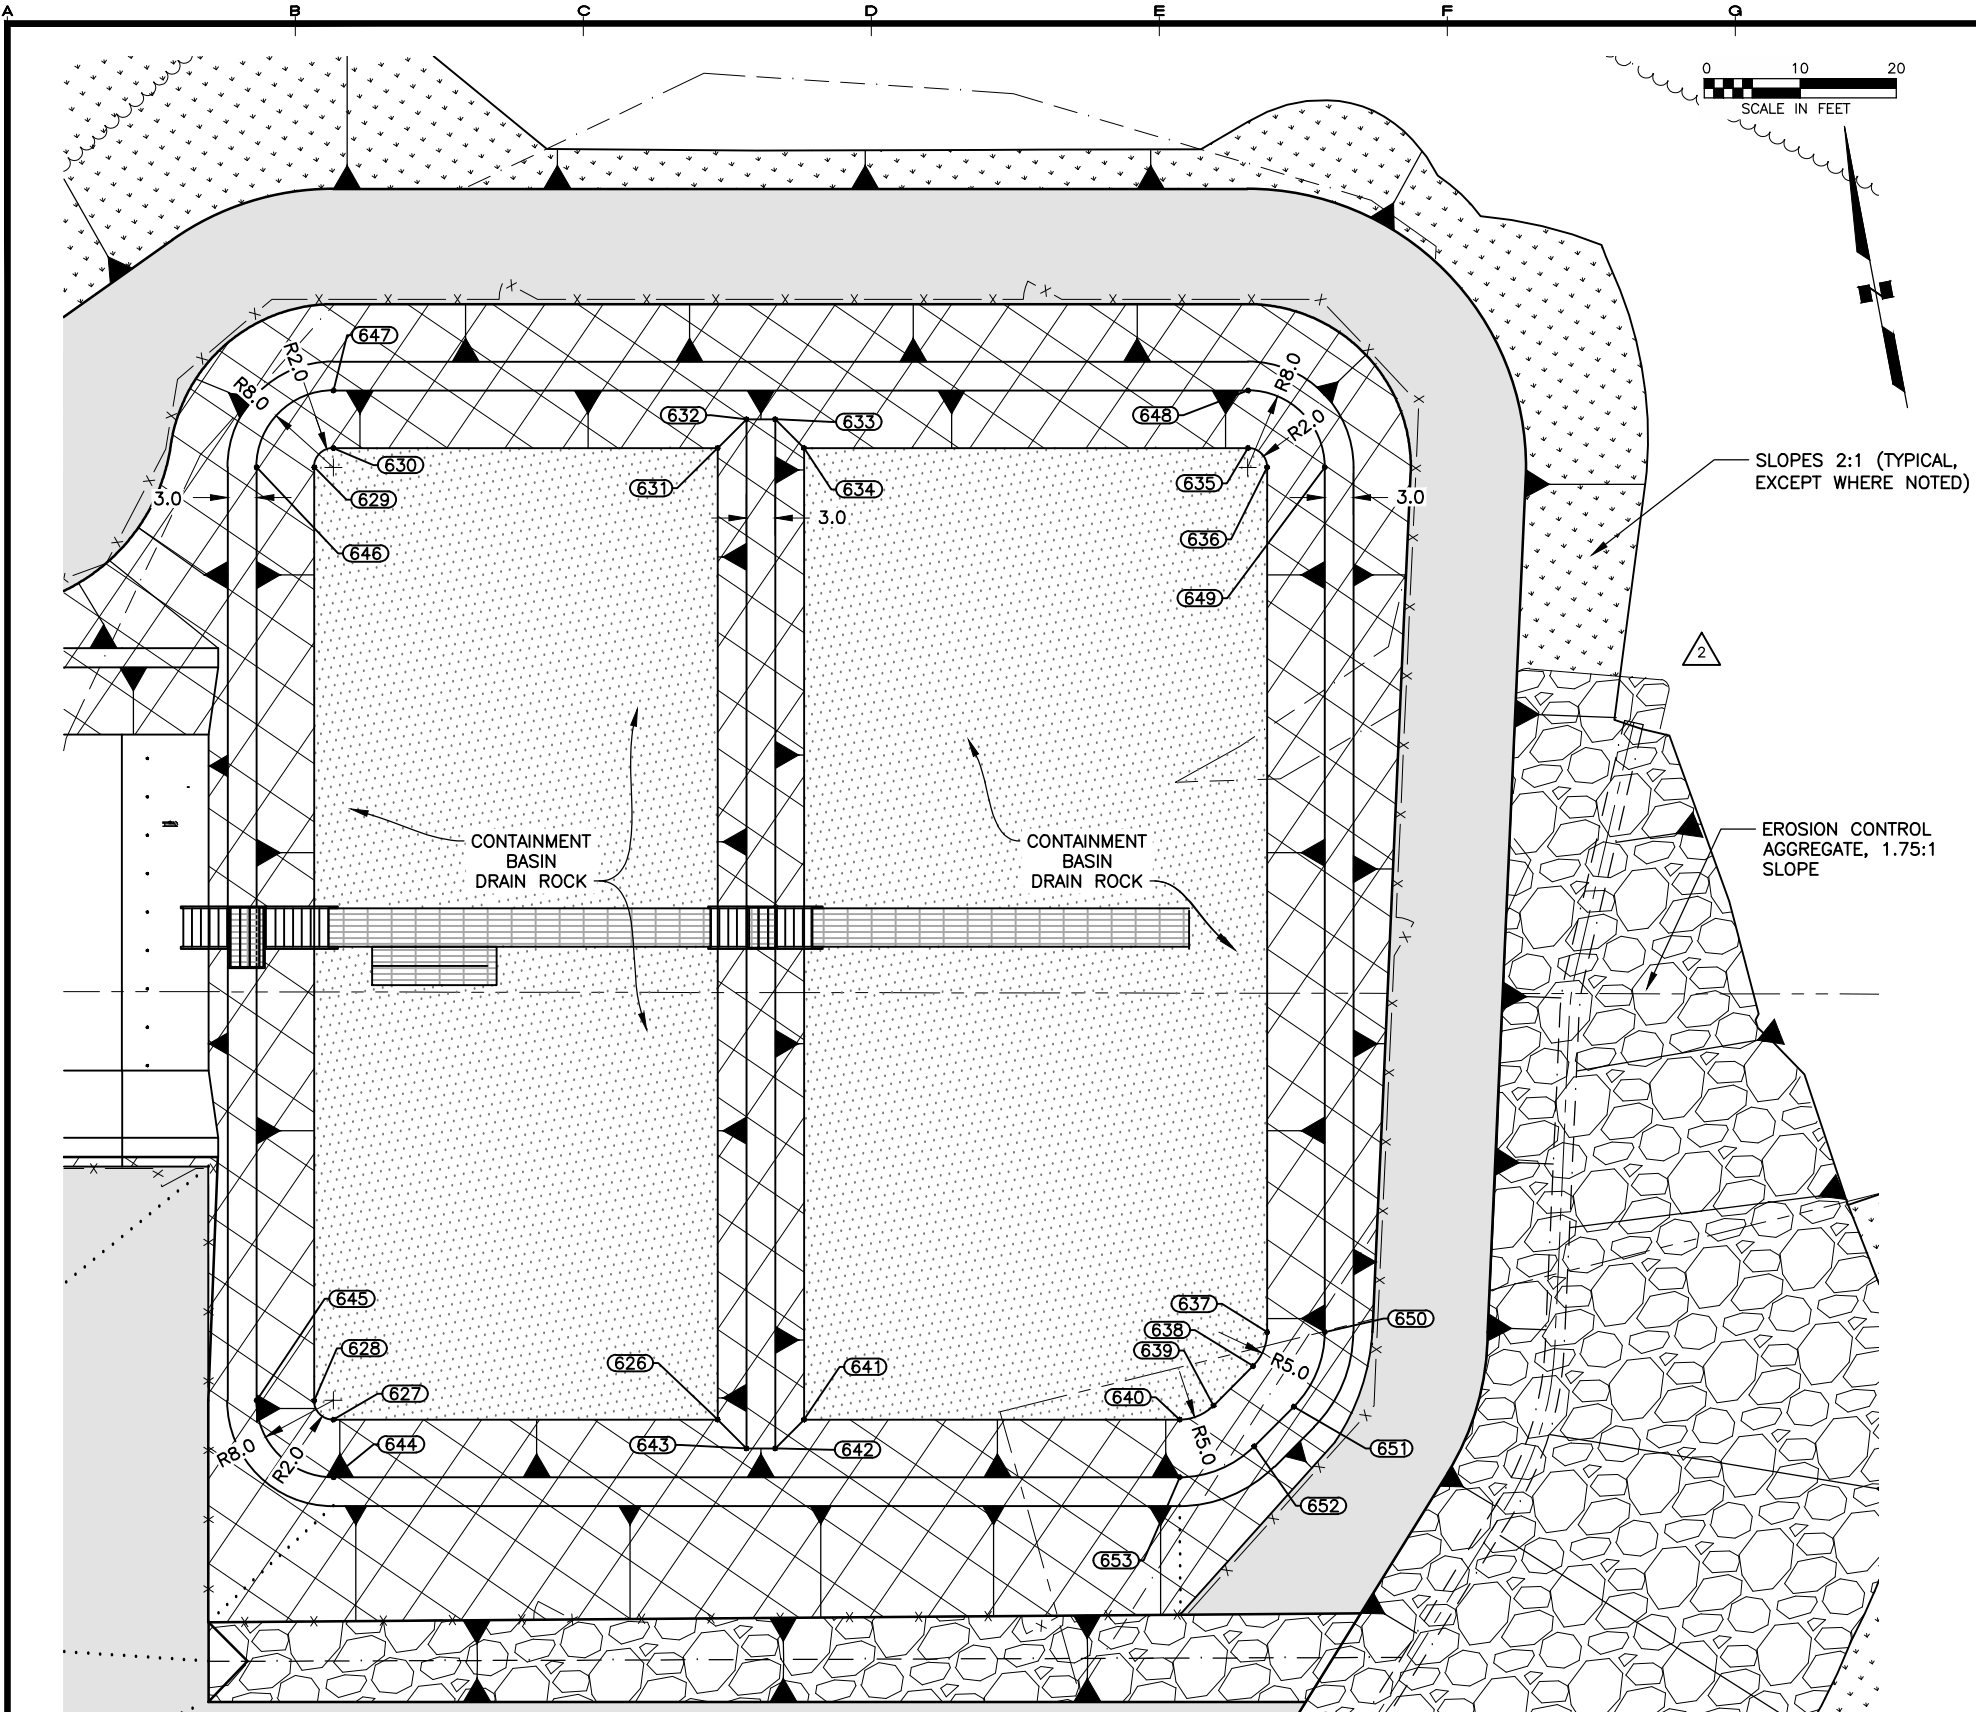 A B C D E F G
0 10 20
SCALE IN FEET
647
R2.0
R8.0
R8.0
632
633
648
R2.0
630
SLOPES 2:1 (TYPICAL,
EXCEPT WHERE NOTED)
3.0
629
631
634
635
3.0
3.0
636
646
649
2
CONTAINMENT
BASIN
DRAIN ROCK
CONTAINMENT
BASIN
DRAIN ROCK
EROSION CONTROL
AGGREGATE, 1.75:1
SLOPE
645
637
650
638
628
639
626
641
R5.0
627
640
644
643
642
R5.0
651
R8.0
R2.0
652
653